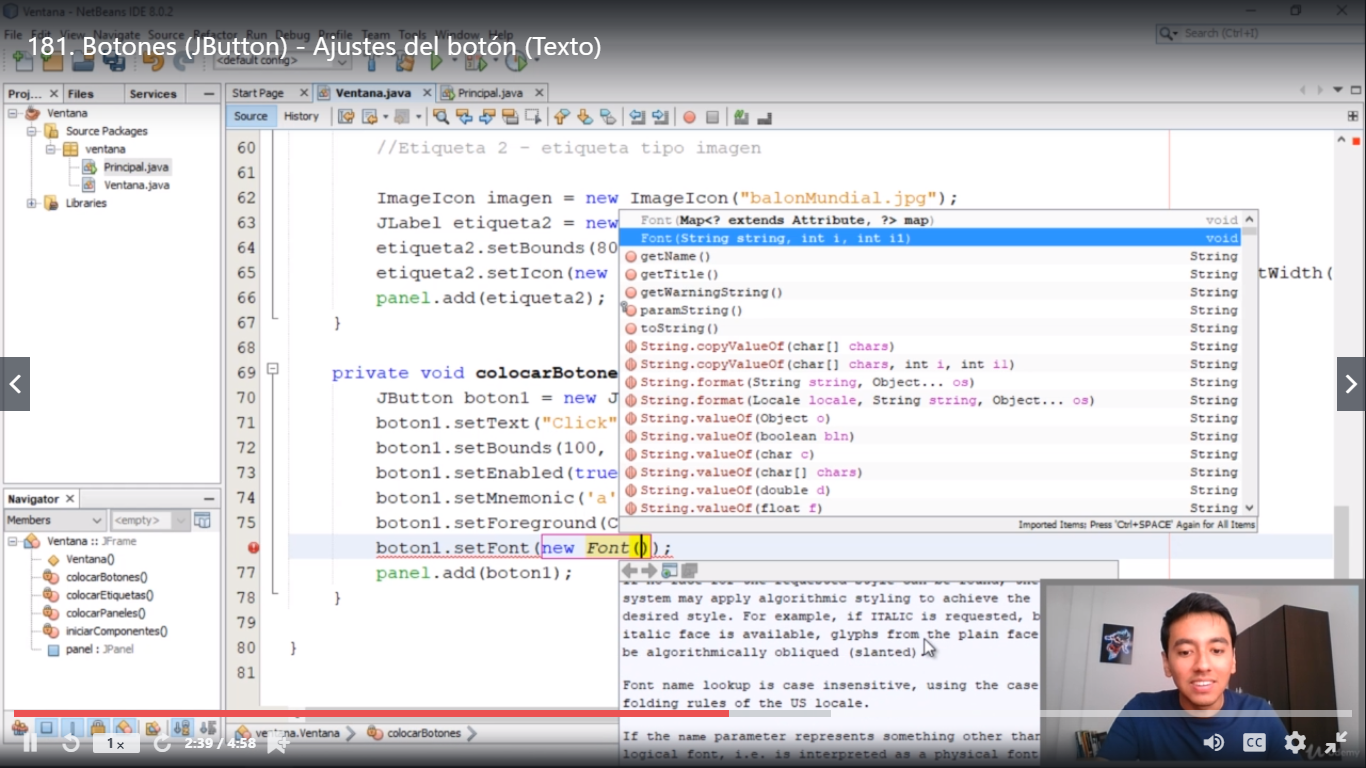 Ventana - NetBeans IDE 8.0.2
File Edit View Navigate Source Refactor Run Debug Profile Team Tools Window Help
Search (Ctrl+I)
181. Botones (JButton) - Ajustes del botón (Texto)
<default config>
Proj... Files Services
Start Page Ventana.java Principal.java
Source History
Ventana
Source Packages
ventana
Principal.java
Ventana.java
Libraries
60 //Etiqueta 2 - etiqueta tipo imagen
61
62 ImageIcon imagen = new ImageIcon("balonMundial.jpg");
63 JLabel etiqueta2 = new
64 etiqueta2.setBounds(80
65 etiqueta2.setIcon(new tWidth(
66 panel.add(etiqueta2);
67 }
68
69 private void colocarBotone
70 JButton boton1 = new J
71 boton1.setText("Click"
72 boton1.setBounds(100,
73 boton1.setEnabled(true
74 boton1.setMnemonic('a'
75 boton1.setForeground(C
boton1.setFont(new Font());
77 panel.add(boton1);
78 }
79
80 }
81
Font(Map<? extends Attribute, ?> map) void
Font(String string, int i, int i1) void
getName() String
getTitle() String
getWarningString() String
paramString() String
toString() String
String.copyValueOf(char[] chars) String
String.copyValueOf(char[] chars, int i, int i1) String
String.format(String string, Object... os) String
String.format(Locale locale, String string, Object... os) String
String.valueOf(Object o) String
String.valueOf(boolean bln) String
String.valueOf(char c) String
String.valueOf(char[] chars) String
String.valueOf(double d) String
String.valueOf(float f) String
Imported Items; Press 'Ctrl+SPACE' Again for All Items
system may apply algorithmic styling to achieve the
desired style. For example, if ITALIC is requested, b
italic face is available, glyphs from the plain face
be algorithmically obliqued (slanted).
Font name lookup is case insensitive, using the case
folding rules of the US locale.
If the name parameter represents something other than
logical font, i.e. is interpreted as a physical font
Navigator
Members <empty>
Ventana :: JFrame
Ventana()
colocarBotones()
colocarEtiquetas()
colocarPaneles()
iniciarComponentes()
panel : JPanel
ventana.Ventana colocarBotones
1 x 2:39 / 4:58
CC